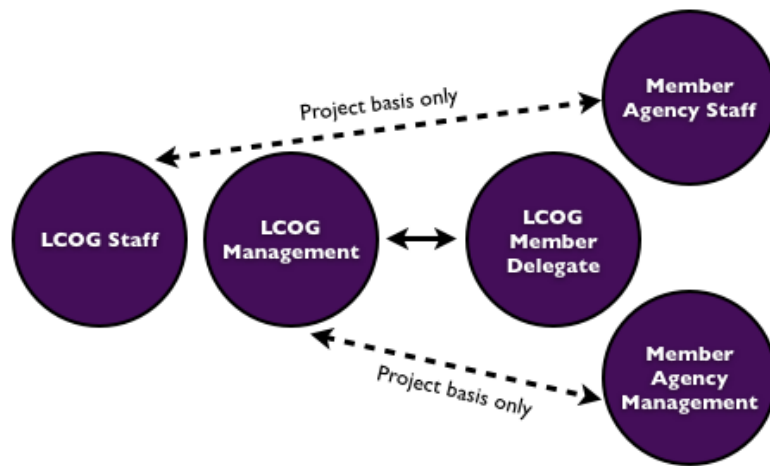 Member
Agency Staff
Project basis only
LCOG Staff
LCOG
Management
LCOG
Member
Delegate
Project basis only
Member
Agency
Management